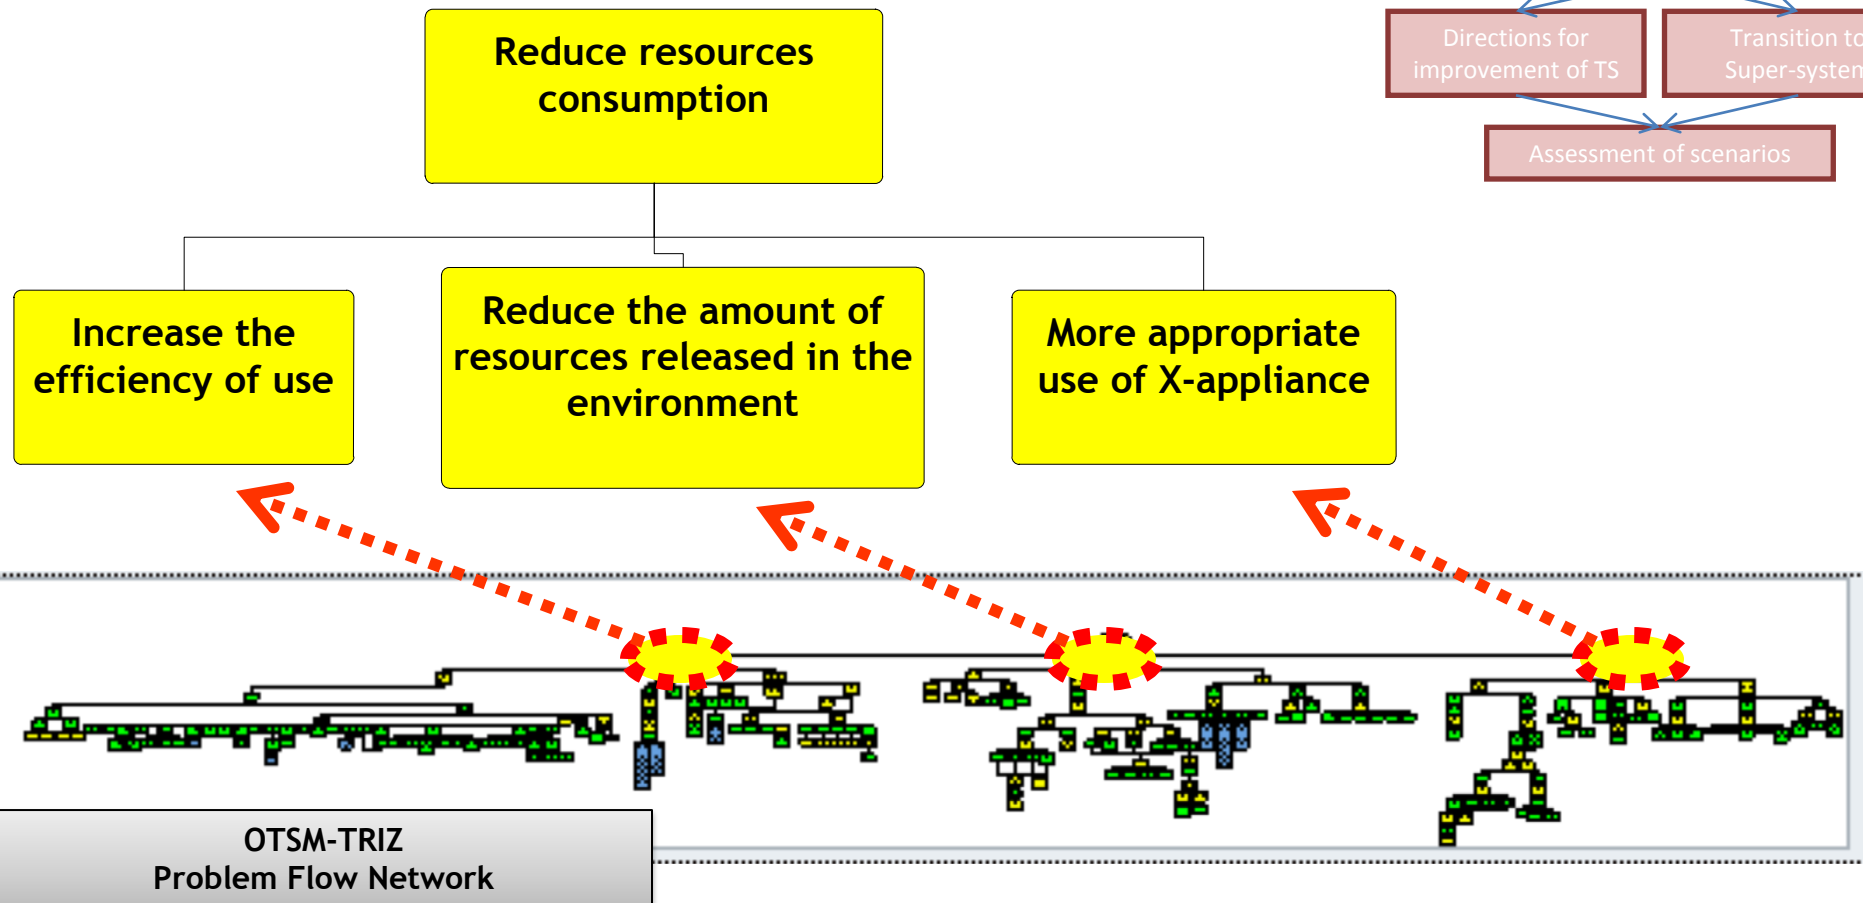 Reduce resources
consumption
Directions for
improvement of TS
Transition to
Super-system
Assessment of scenarios
Increase the
efficiency of use
Reduce the amount of
resources released in the
environment
More appropriate
use of X-appliance
OTSM-TRIZ
Problem Flow Network